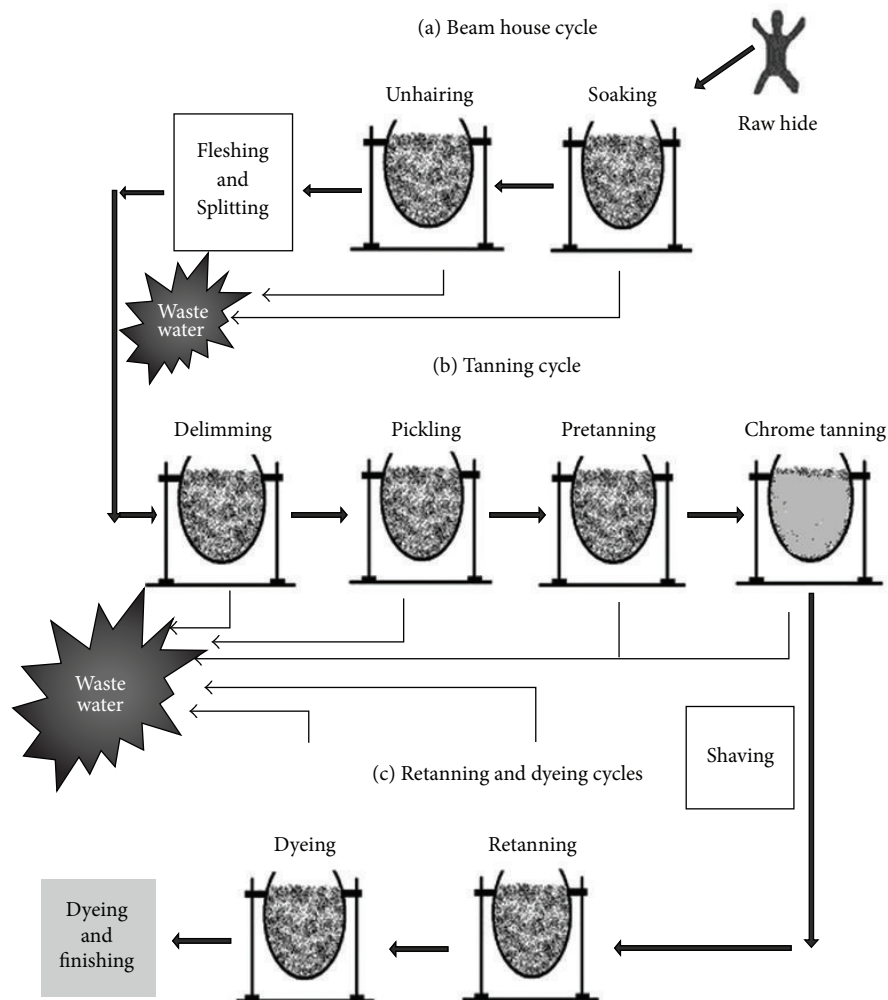 (a) Beam house cycle
Unhairing
Soaking
Raw hide
Fleshing
and
Splitting
Waste
water
(b) Tanning cycle
Delimming
Pickling
Pretanning
Chrome tanning
Waste
water
(c) Retanning and dyeing cycles
Shaving
Dyeing
Retanning
Dyeing
and
finishing